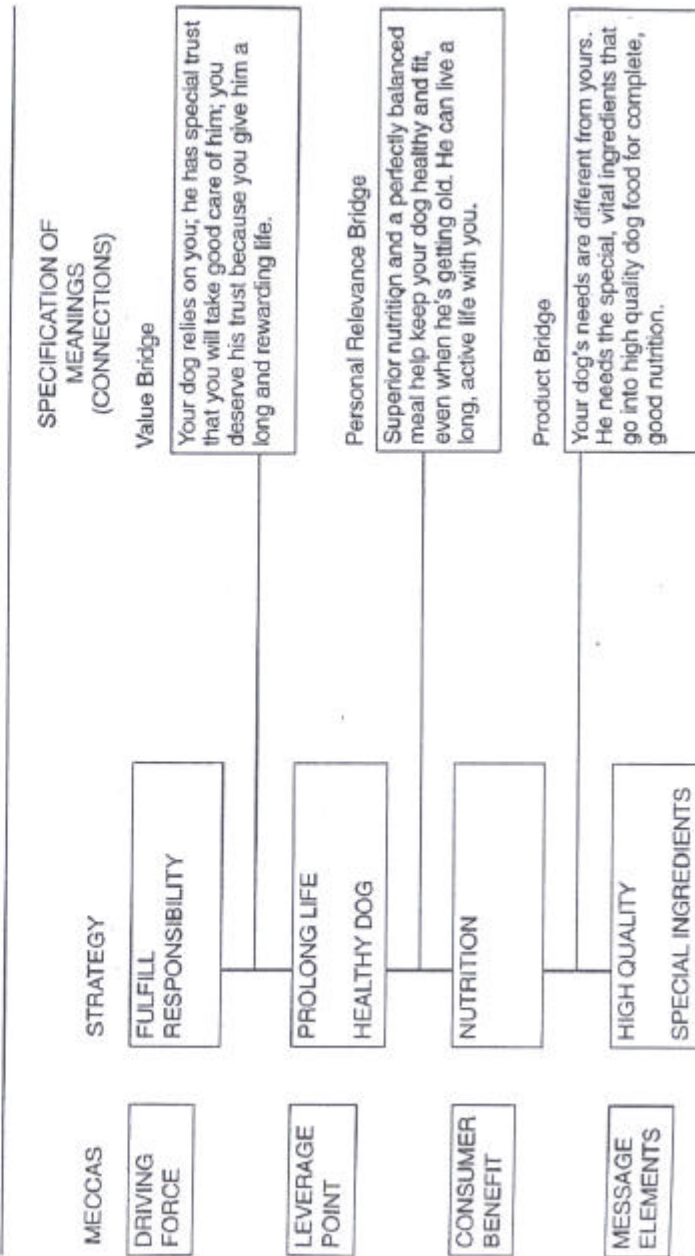 MECCAS
STRATEGY
SPECIFICATION OF
MEANINGS
(CONNECTIONS)
DRIVING
FORCE
FULFILL
RESPONSIBILITY
Value Bridge
Your dog relies on you; he has special trust
that you will take good care of him; you
deserve his trust because you give him a
long and rewarding life.
LEVERAGE
POINT
PROLONG LIFE
HEALTHY DOG
Personal Relevance Bridge
Superior nutrition and a perfectly balanced
meal help keep your dog healthy and fit,
even when he's getting old. He can live a
long, active life with you.
CONSUMER
BENEFIT
NUTRITION
Product Bridge
Your dog's needs are different from yours.
He needs the special, vital ingredients that
go into high quality dog food for complete,
good nutrition.
MESSAGE
ELEMENTS
HIGH QUALITY
SPECIAL INGREDIENTS